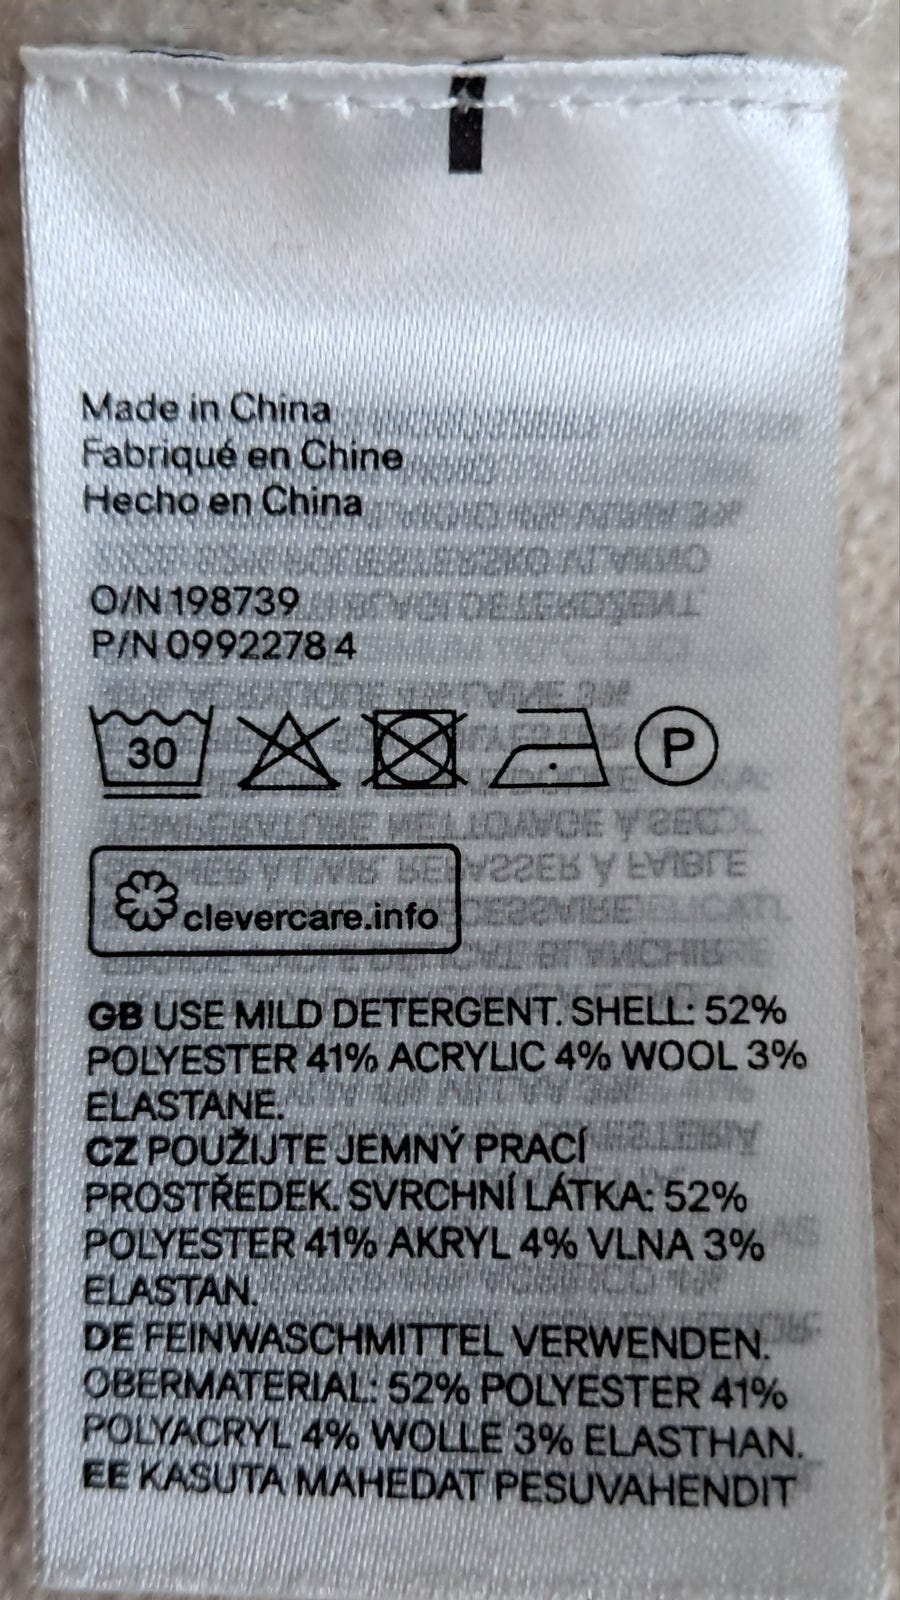 Made in China
Fabriqué en Chine
Hecho en China
O/N 198739
P/N 0992278 4
30
P
clevercare.info
GB USE MILD DETERGENT. SHELL: 52%
POLYESTER 41% ACRYLIC 4% WOOL 3%
ELASTANE.
CZ POUŽIJTE JEMNÝ PRACÍ
PROSTŘEDEK. SVRCHNÍ LÁTKA: 52%
POLYESTER 41% AKRYL 4% VLNA 3%
ELASTAN.
DE FEINWASCHMITTEL VERWENDEN.
OBERMATERIAL: 52% POLYESTER 41%
POLYACRYL 4% WOLLE 3% ELASTHAN.
EE KASUTA MAHEDAT PESUVAHENDIT